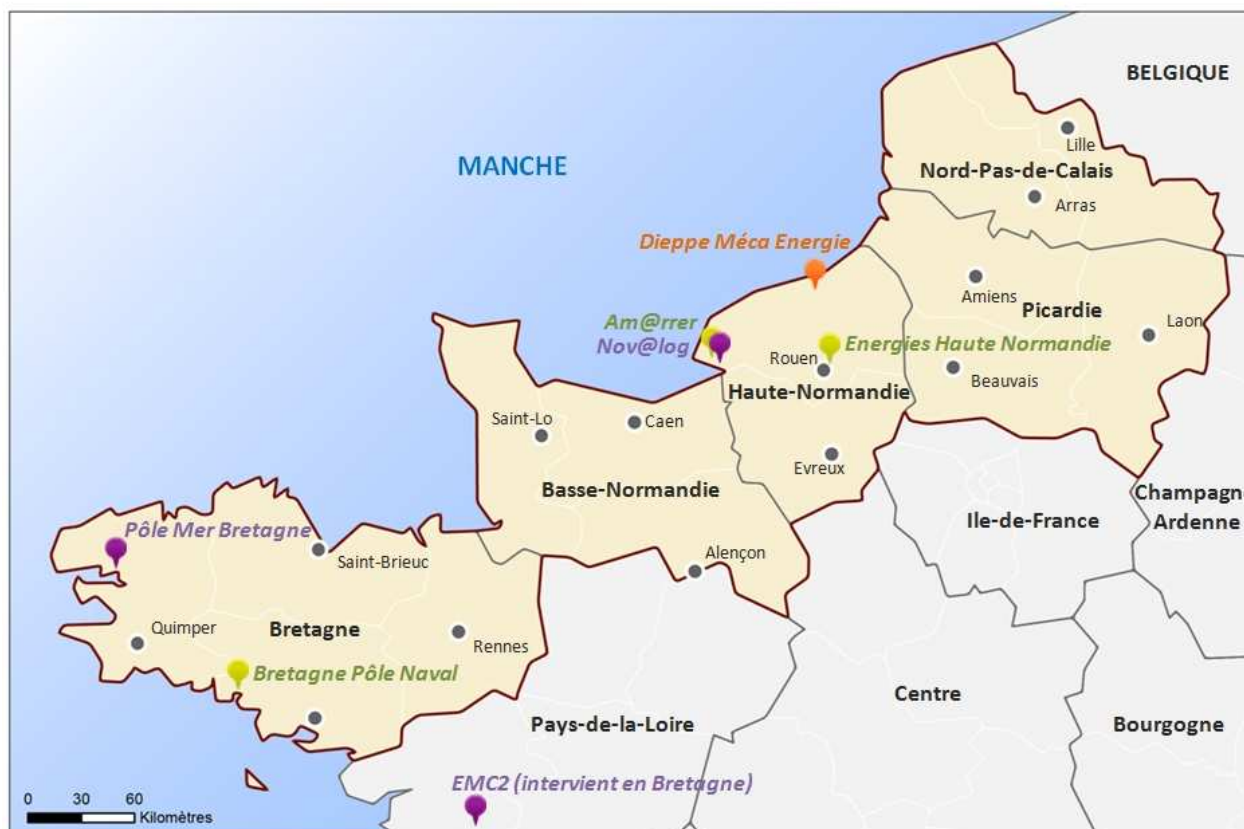 BELGIQUE
Lille
MANCHE
Nord-Pas-de-Calais
Arras
Dieppe Méca Energie
Amiens
Picardie
Laon
Am@rrer
Nov@log
Energies Haute Normandie
Rouen
Beauvais
Haute-Normandie
Saint-Lo
Caen
Evreux
Basse-Normandie
Champagn
Ardenne
Ile-de-France
Pôle Mer Bretagne
Saint-Brieuc
Alençon
Quimper
Bretagne
Rennes
Bretagne Pôle Naval
Centre
Pays-de-la-Loire
Bourgogne
EMC2 (intervient en Bretagne)
0 30 60
Kilomètres